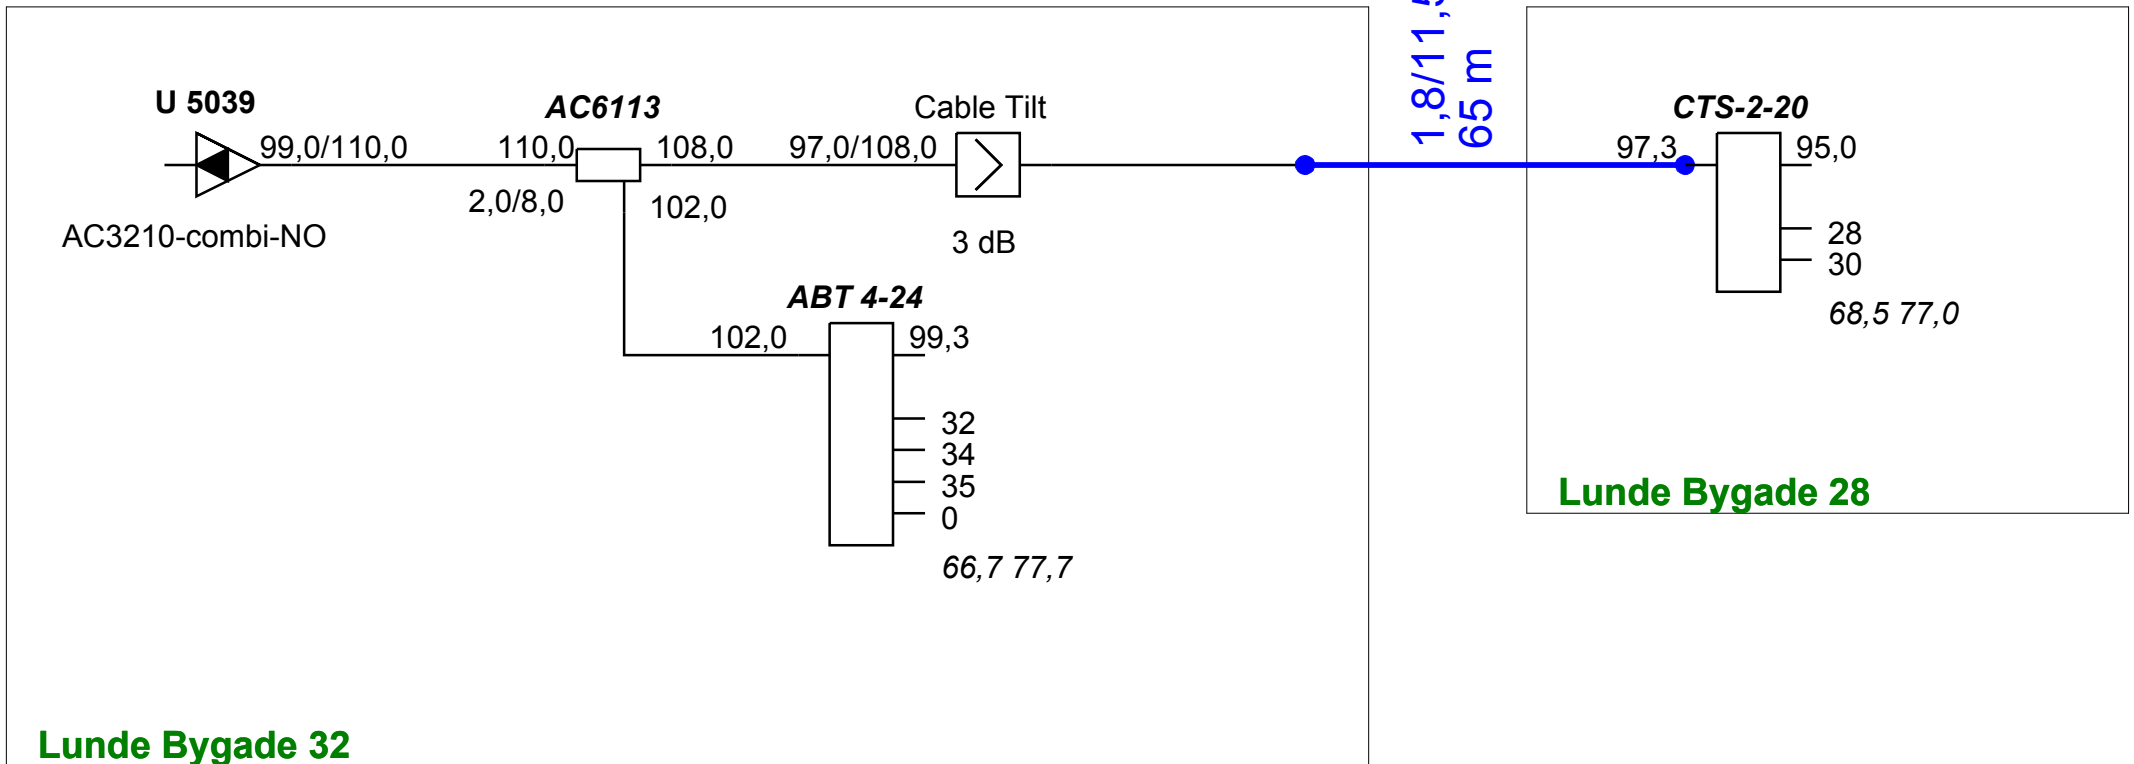 U 5039
99,0/110,0
AC3210-combi-NO
AC6113
110,0
108,0
2,0/8,0
102,0
97,0/108,0
Cable Tilt
3 dB
ABT 4-24
102,0
99,3
32
34
35
0
66,7 77,7
Lunde Bygade 32
65 m
CTS-2-20
97,3
95,0
28
30
68,5 77,0
Lunde Bygade 28